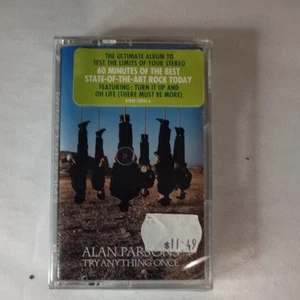 THE ULTIMATE ALBUM TO
TEST THE LIMITS OF YOUR STEREO
60 MINUTES OF THE BEST
STATE-OF-THE-ART ROCK TODAY
FEATURING: TURN IT UP AND
OH LIFE (THERE MUST BE MORE)
ALAN PARSONS
TRY ANYTHING ONCE
$11.49